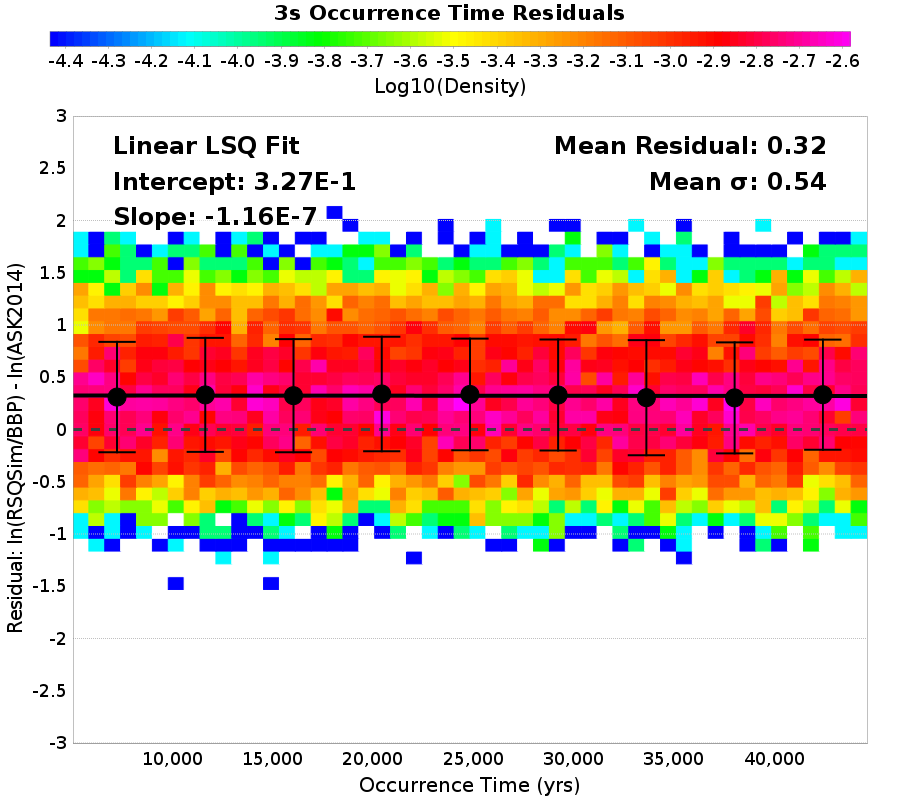 3s Occurrence Time Residuals
-4.4 -4.3 -4.2 -4.1 -4.0 -3.9 -3.8 -3.7 -3.6 -3.5 -3.4 -3.3 -3.2 -3.1 -3.0 -2.9 -2.8 -2.7 -2.6
Log10(Density)
Linear LSQ Fit
Intercept: 3.27E-1
Slope: -1.16E-7
Mean Residual: 0.32
Mean σ: 0.54
Residual: ln(RSQSim/BBP) - ln(ASK2014)
3
2.5
2
1.5
1
0.5
0
-0.5
-1
-1.5
-2
-2.5
-3
10,000 15,000 20,000 25,000 30,000 35,000 40,000
Occurrence Time (yrs)